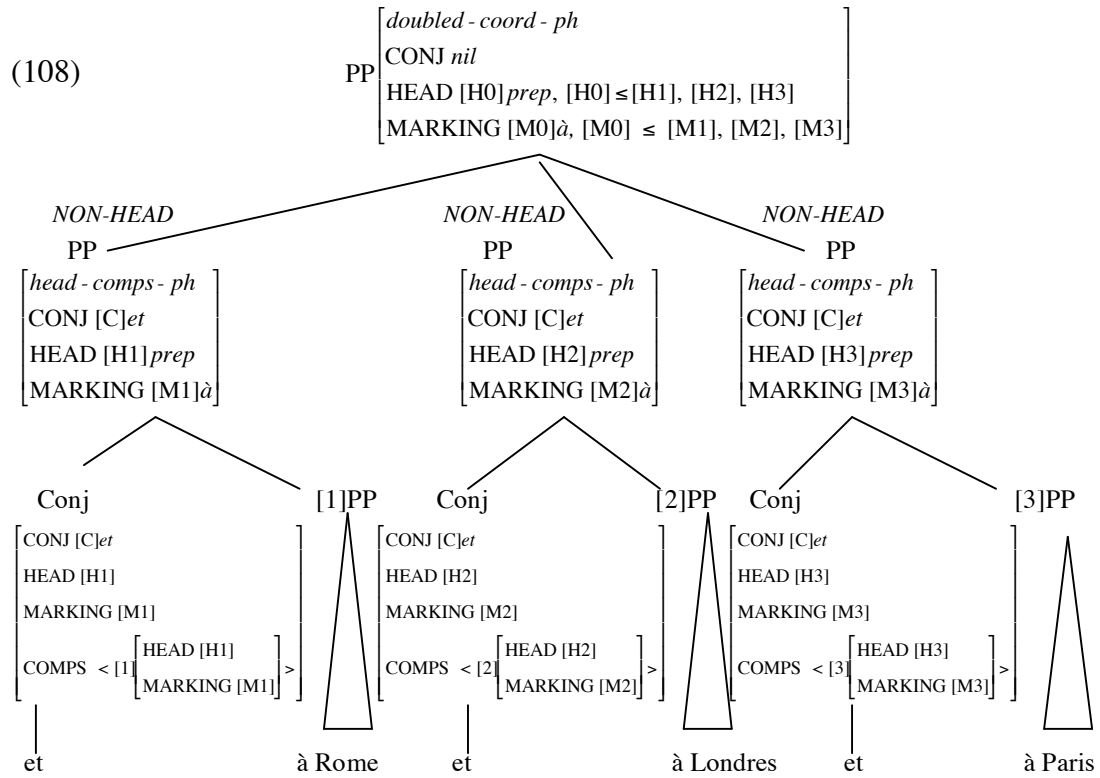 (108)
PP
doubled - coord - ph
CONJ nil
HEAD [H0] prep, [H0] ≤ [H1], [H2], [H3]
MARKING [M0]à, [M0] ≤ [M1], [M2], [M3]
NON-HEAD NON-HEAD NON-HEAD
PP PP PP
head - comps - ph head - comps - ph head - comps - ph
CONJ [C]et CONJ [C]et CONJ [C]et
HEAD [H1] prep HEAD [H2] prep HEAD [H3] prep
MARKING [M1]à MARKING [M2]à MARKING [M3]à
Conj [1]PP Conj [2]PP Conj [3]PP
CONJ [C]et CONJ [C]et CONJ [C]et
HEAD [H1] HEAD [H2] HEAD [H3]
MARKING [M1] MARKING [M2] MARKING [M3]
HEAD [H1] HEAD [H2] HEAD [H3]
COMPS < [1] > COMPS < [2] > COMPS < [3] >
MARKING [M1] MARKING [M2] MARKING [M3]
et à Rome et à Londres et à Paris